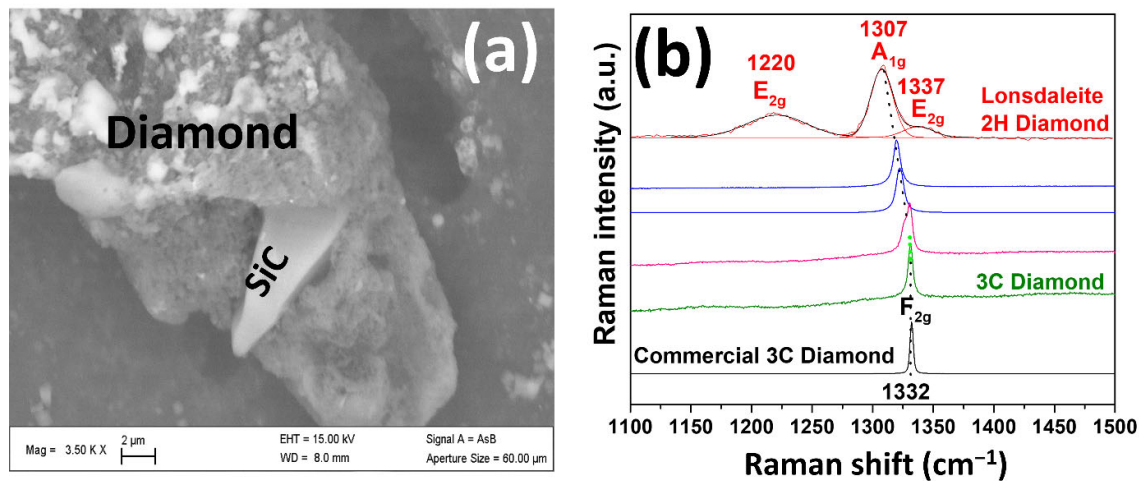 (a)
Diamond
SiC
Mag = 3.50 K X
2 μm
EHT = 15.00 kV
WD = 8.0 mm
Signal A = AsB
Aperture Size = 60.00 μm
(b)
Raman intensity (a.u.)
1220
E2g
1307
A1g
1337
E2g
Lonsdaleite
2H Diamond
3C Diamond
F2g
Commercial 3C Diamond
1332
1100 1150 1200 1250 1300 1350 1400 1450 1500
Raman shift (cm⁻¹)